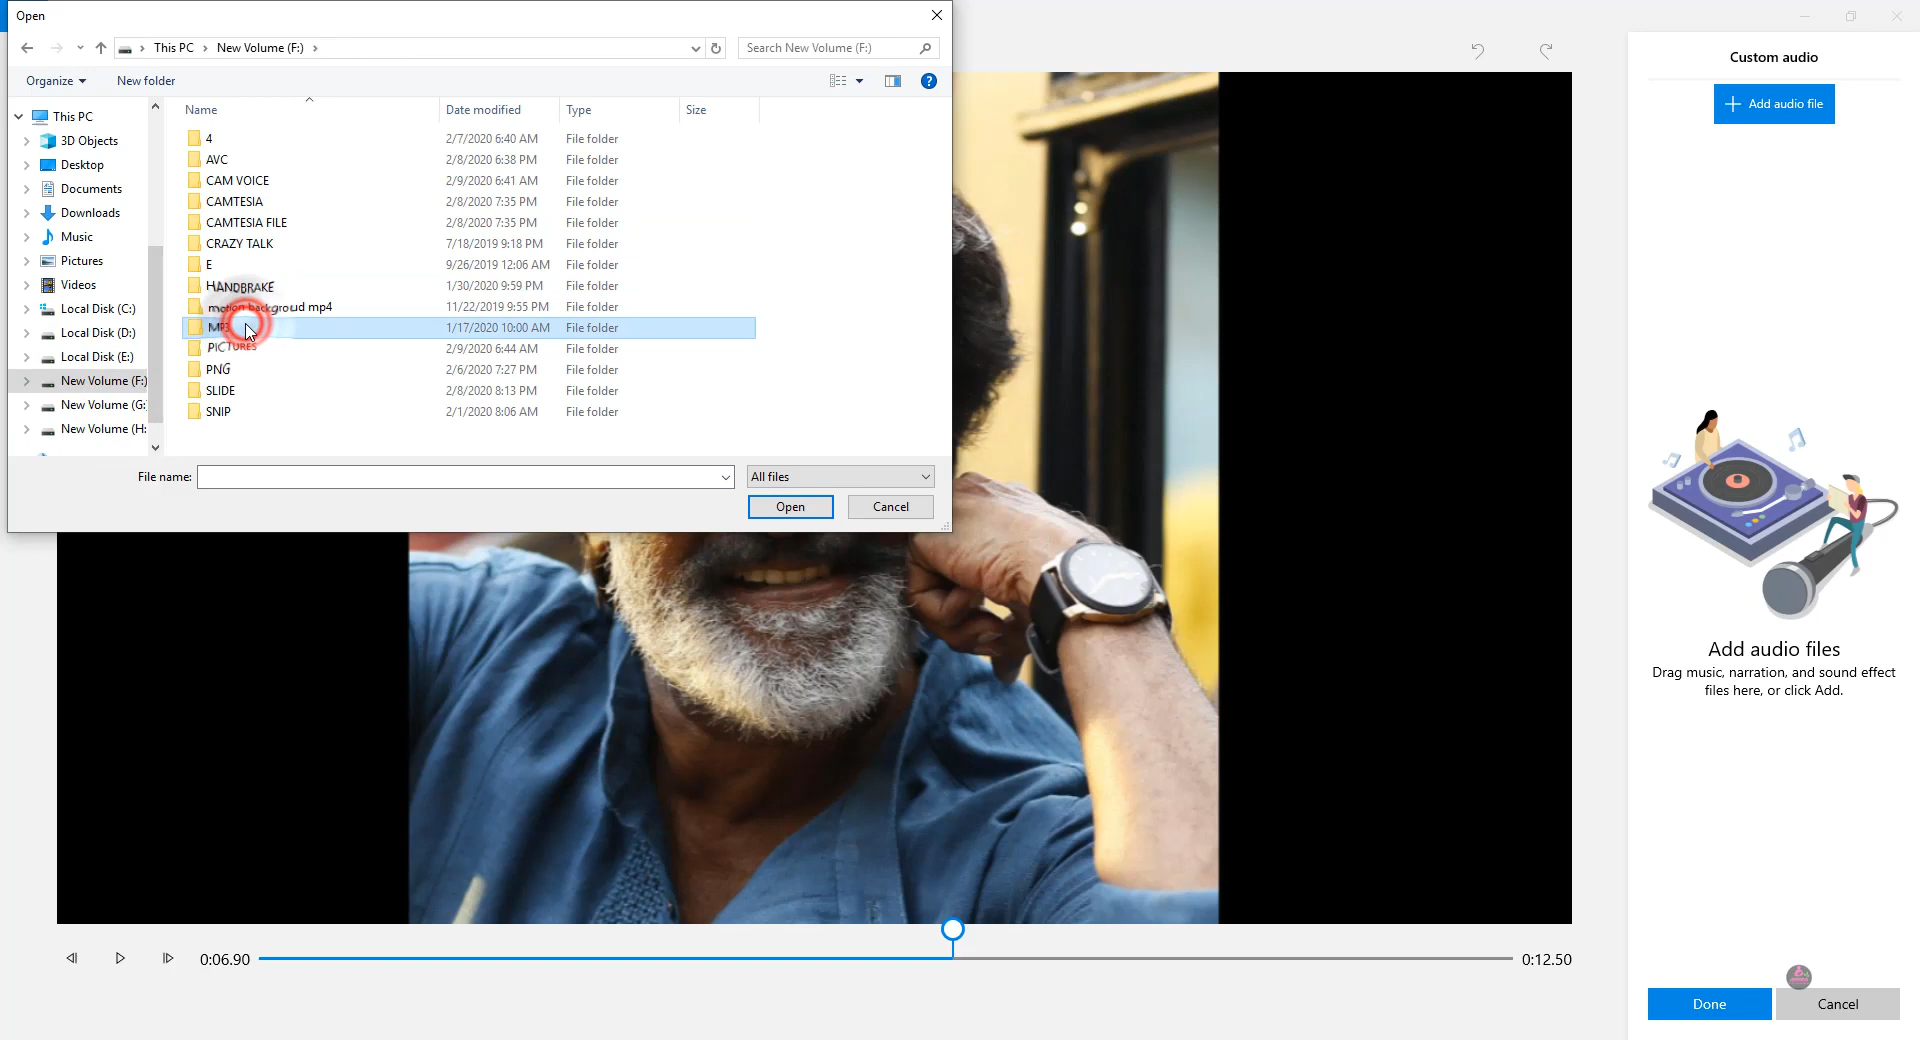 Open
This PC
New Volume (F:)
Search New Volume (F:)
Organize
New folder
Name
Date modified
Type
Size
This PC
3D Objects
Desktop
Documents
Downloads
Music
Pictures
Videos
Local Disk (C:)
Local Disk (D:)
Local Disk (E:)
New Volume (F:)
New Volume (G:
New Volume (H:
4 2/7/2020 6:40 AM File folder
AVC 2/8/2020 6:38 PM File folder
CAM VOICE 2/9/2020 6:41 AM File folder
CAMTESIA 2/8/2020 7:35 PM File folder
CAMTESIA FILE 2/8/2020 7:35 PM File folder
CRAZY TALK 7/18/2019 9:18 PM File folder
E 9/26/2019 12:06 AM File folder
HANDBRAKE 1/30/2020 9:59 PM File folder
motion backgroud mp4 11/22/2019 9:55 PM File folder
MP3 1/17/2020 10:00 AM File folder
PICTURES 2/9/2020 6:44 AM File folder
PNG 2/6/2020 7:27 PM File folder
SLIDE 2/8/2020 8:13 PM File folder
SNIP 2/1/2020 8:06 AM File folder
File name:
All files
Open
Cancel
0:06.90
0:12.50
Custom audio
Add audio file
Add audio files
Drag music, narration, and sound effect
files here, or click Add.
Done
Cancel